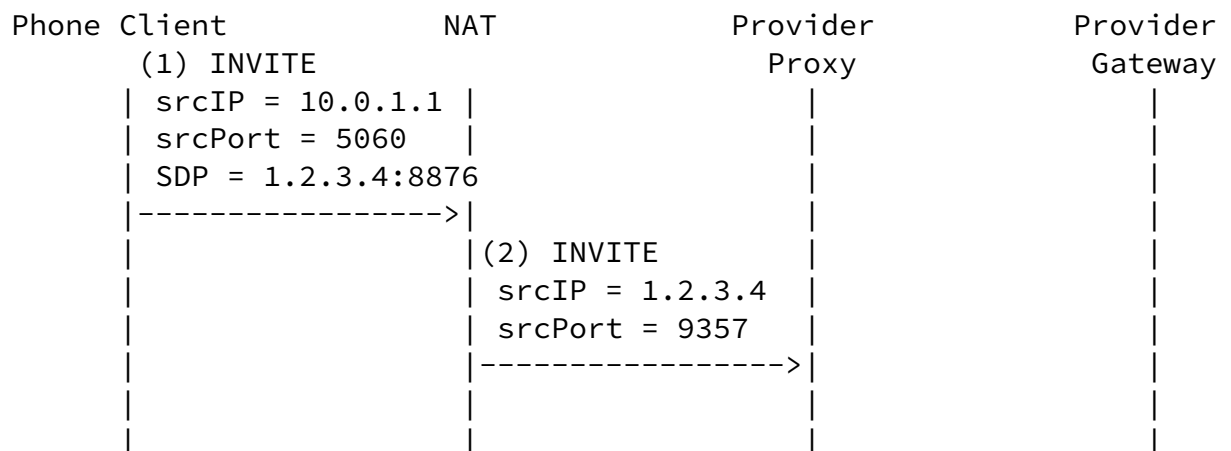 Phone Client                 NAT                Provider              Provider
       (1) INVITE                                 Proxy                Gateway
      | srcIP = 10.0.1.1 |                  |                  |
      | srcPort = 5060   |                  |                  |
      | SDP = 1.2.3.4:8876                  |                  |
      |----------------->|                  |                  |
      |                  |(2) INVITE        |                  |
      |                  | srcIP = 1.2.3.4  |                  |
      |                  | srcPort = 9357   |                  |
      |                  |----------------->|                  |
      |                  |                  |                  |
      |                  |                  |                  |